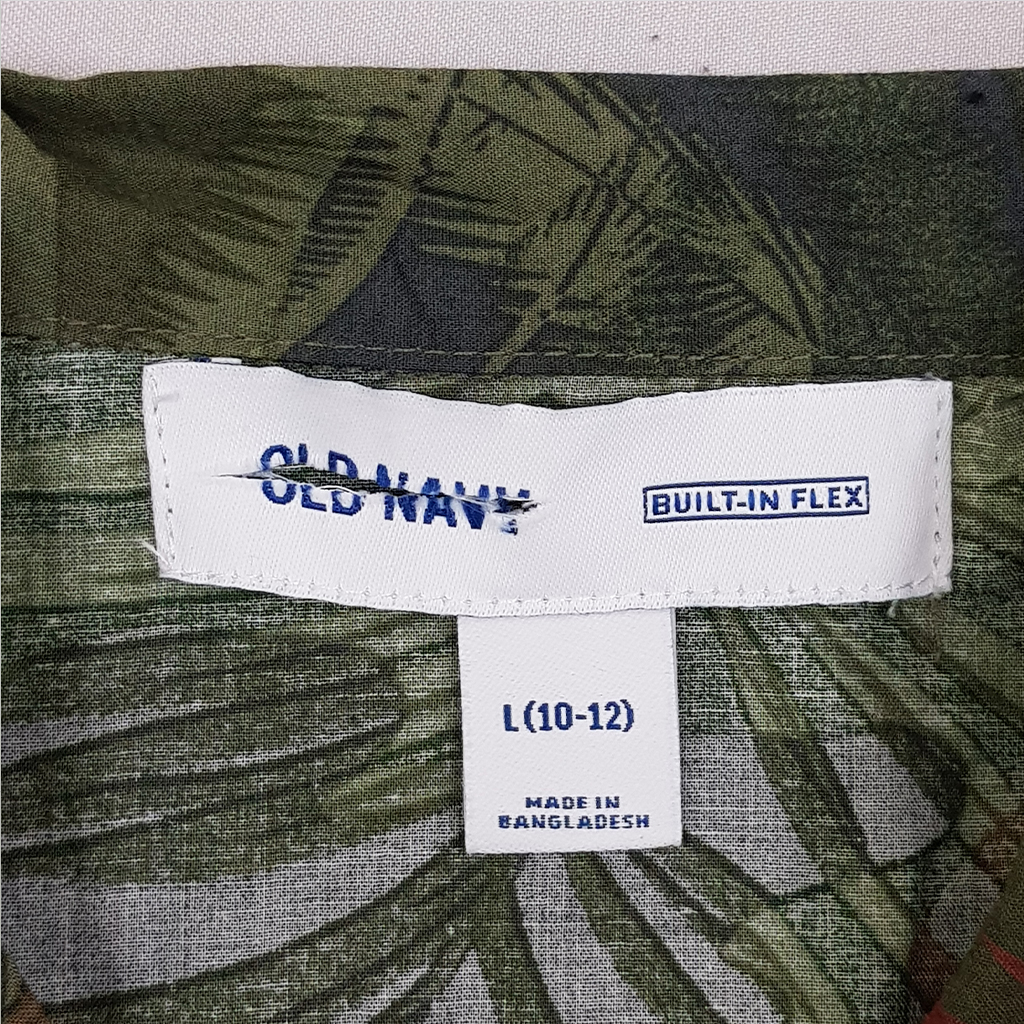 OLD NAVY
BUILT-IN FLEX
L (10-12)
MADE IN
BANGLADESH